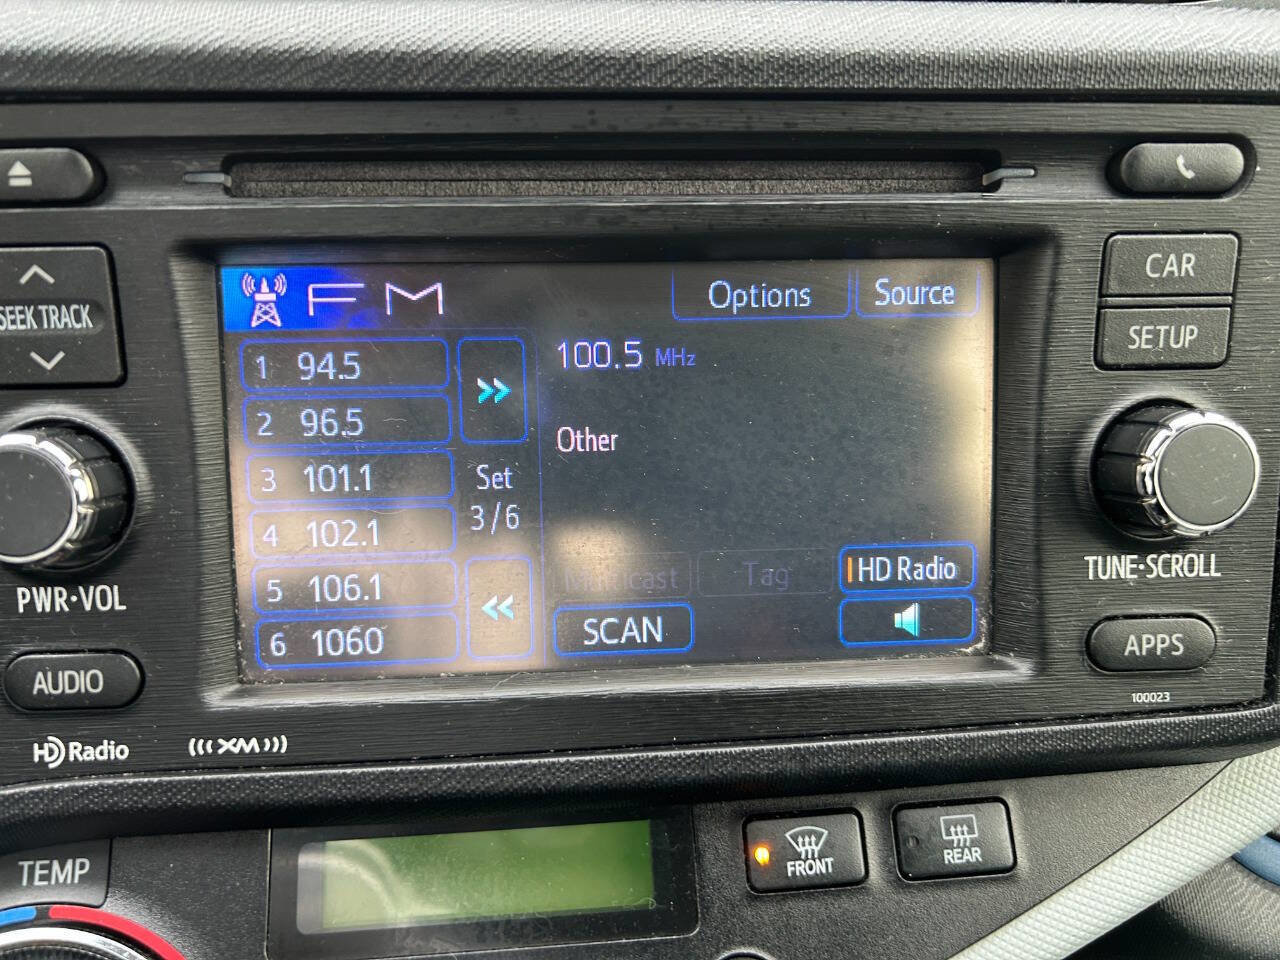 FM
Options
Source
SEEK TRACK
CAR
SETUP
1 94.5
2 96.5
3 101.1
4 102.1
5 106.1
6 1060
Set
3/6
100.5 MHz
Other
Multicast
Tag
HD Radio
SCAN
PWR•VOL
TUNE•SCROLL
AUDIO
APPS
100023
HD Radio
(((XM)))
TEMP
FRONT
REAR